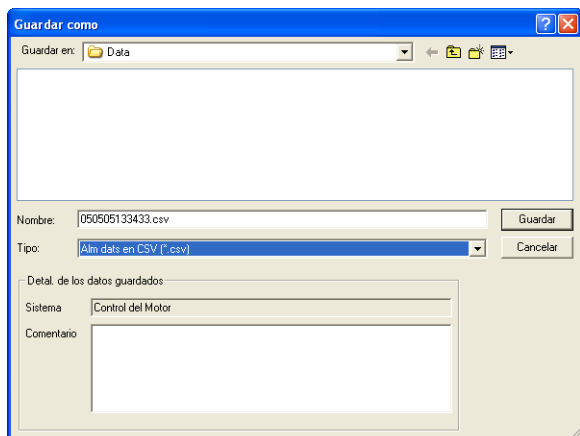 Guardar como
Guardar en: Data
Nombre: 050505133433.csv Guardar
Tipo: Alm dats en CSV (*.csv) Cancelar
Detal. de los datos guardados
Sistema Control del Motor
Comentario